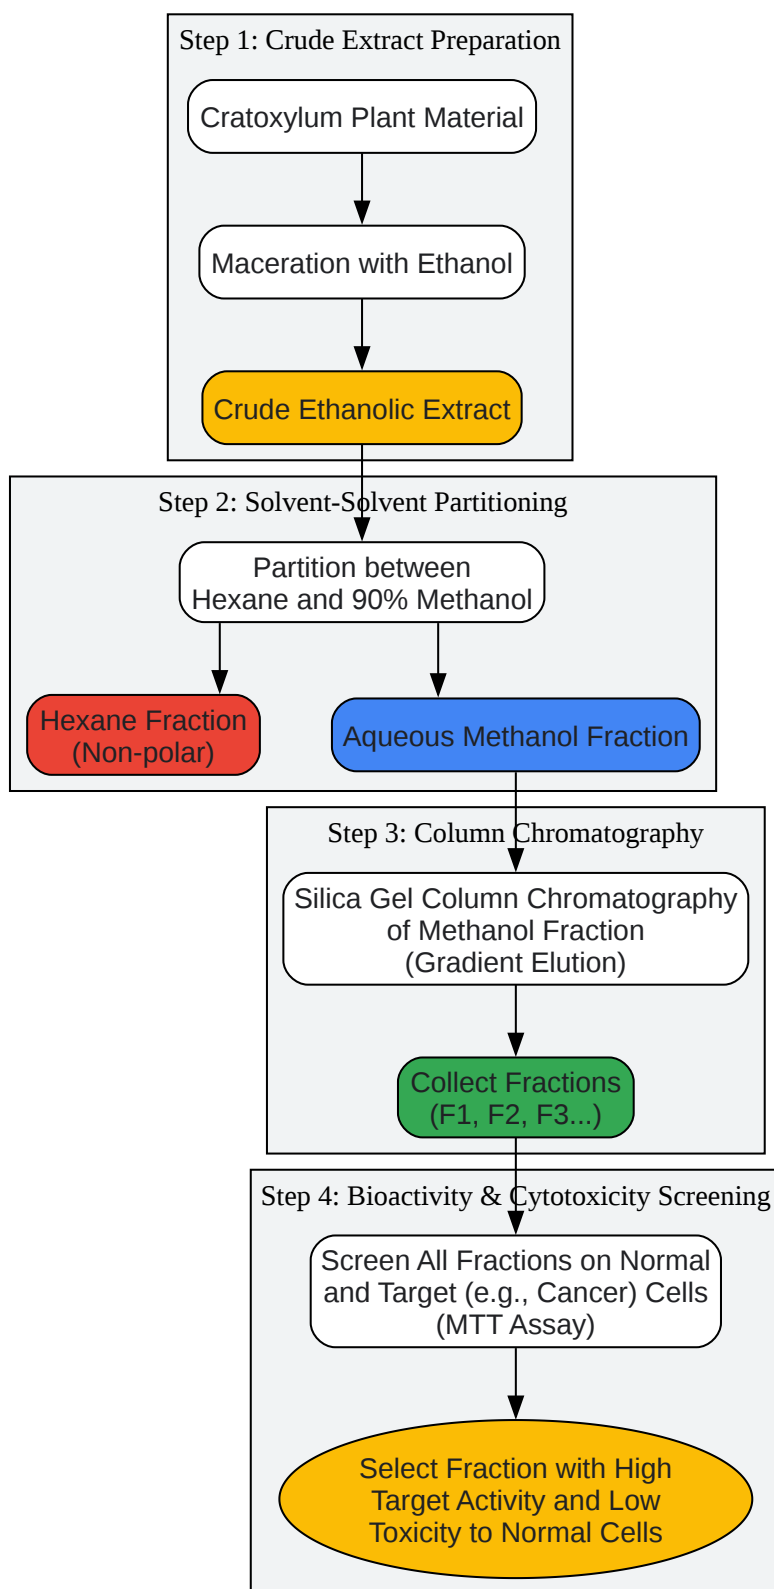 Step 1: Crude Extract Preparation
Cratoxylum Plant Material
Maceration with Ethanol
Crude Ethanolic Extract
Step 2: Solvent-Solvent Partitioning
Partition between
Hexane and 90% Methanol
Hexane Fraction
(Non-polar)
Aqueous Methanol Fraction
Step 3: Column Chromatography
Silica Gel Column Chromatography
of Methanol Fraction
(Gradient Elution)
Collect Fractions
(F1, F2, F3...)
Step 4: Bioactivity & Cytotoxicity Screening
Screen All Fractions on Normal
and Target (e.g., Cancer) Cells
(MTT Assay)
Select Fraction with High
Target Activity and Low
Toxicity to Normal Cells